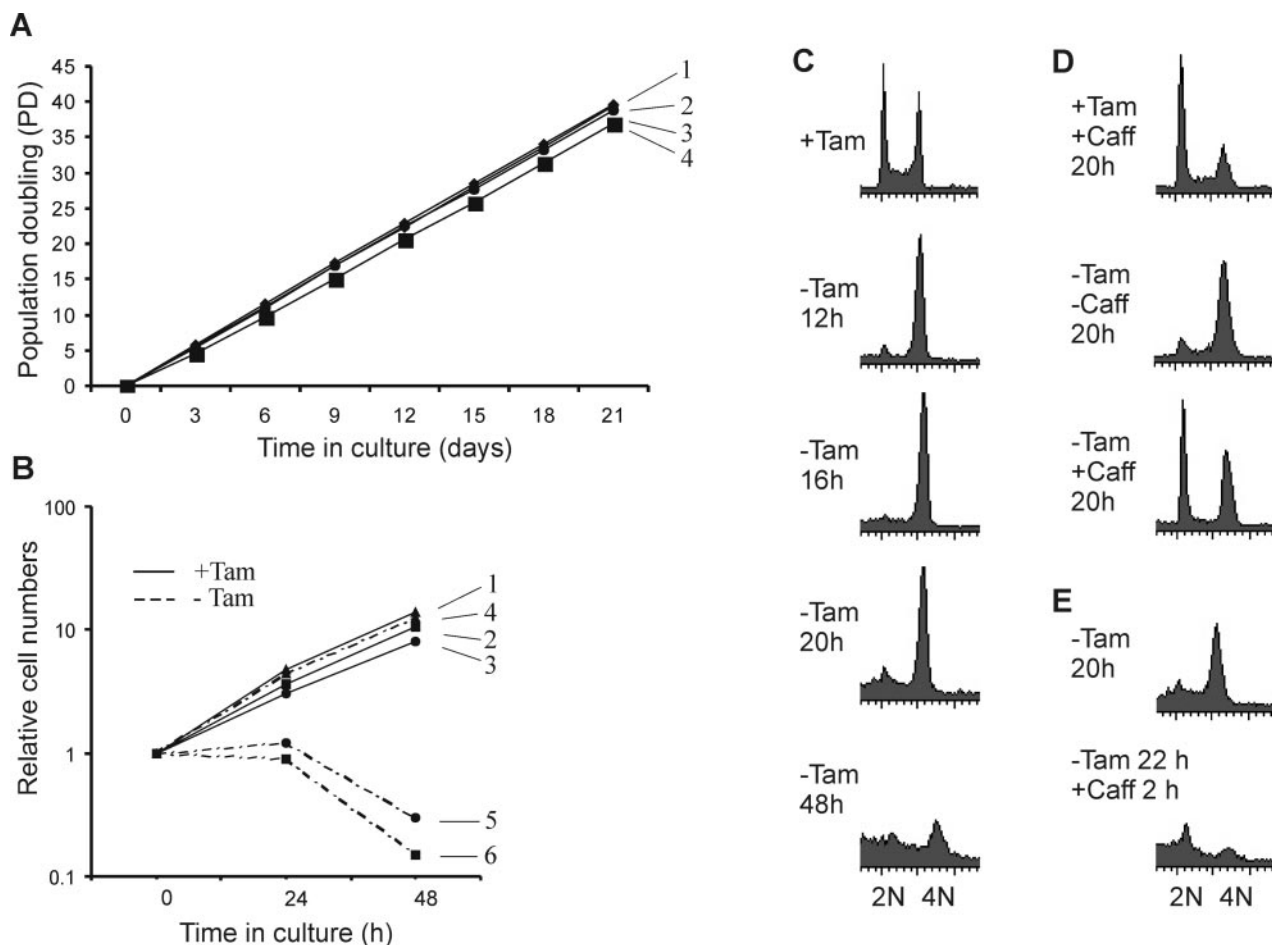 A
Population doubling (PD)
45
40
35
30
25
20
15
10
5
0
0 3 6 9 12 15 18 21
Time in culture (days)
1
2
3
4
B
Relative cell numbers
100
10
1
0.1
+Tam
- Tam
1
4
2
3
5
6
0 24 48
Time in culture (h)
C
+Tam
-Tam
12h
-Tam
16h
-Tam
20h
-Tam
48h
2N 4N
D
+Tam
+Caff
20h
-Tam
-Caff
20h
-Tam
+Caff
20h
E
-Tam
20h
-Tam 22 h
+Caff 2 h
2N 4N